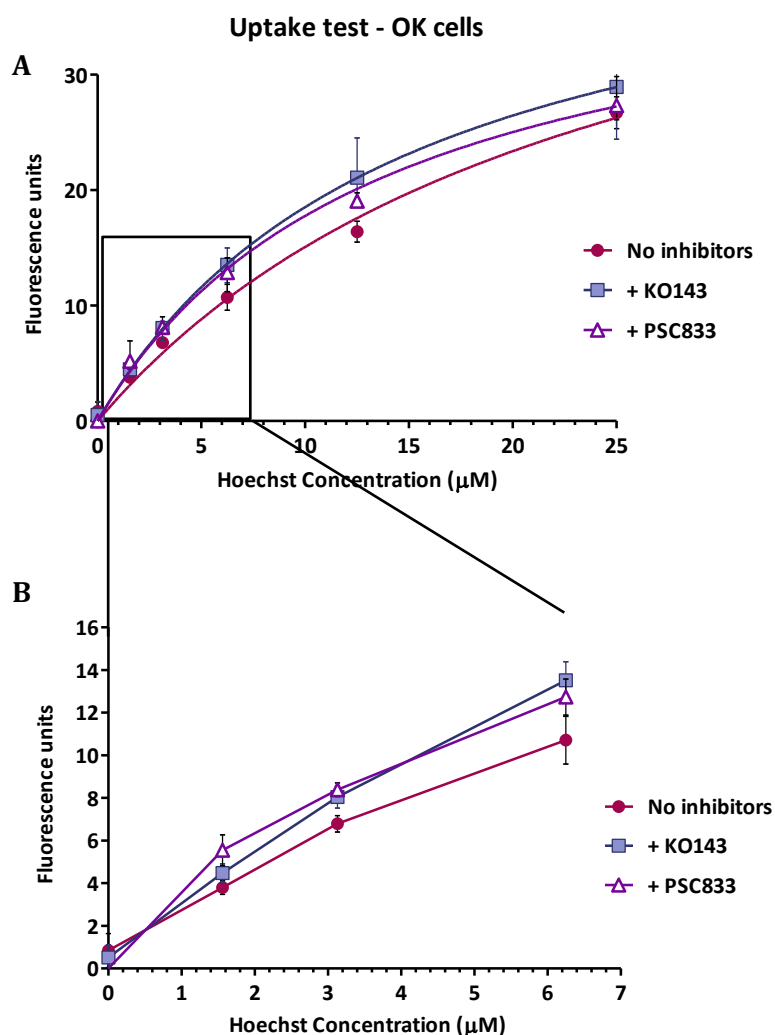 Uptake test - OK cells
A
30
20
10
0
Fluorescence units
0 5 10 15 20 25
Hoechst Concentration (μM)
No inhibitors
+ KO143
+ PSC833
B
16
14
12
10
8
6
4
2
0
Fluorescence units
0 1 2 3 4 5 6 7
Hoechst Concentration (μM)
No inhibitors
+ KO143
+ PSC833